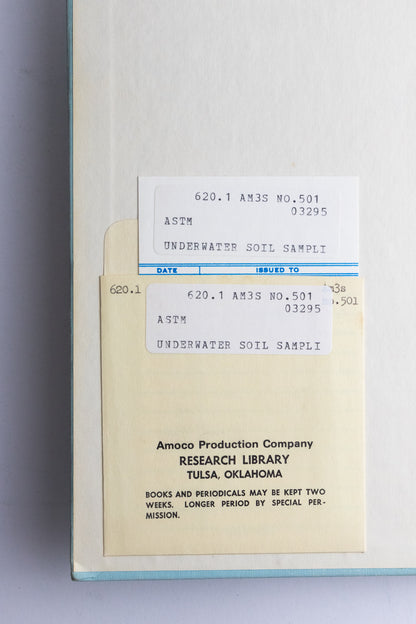 620.1 AM3S NO.501
03295
ASTM
UNDERWATER SOIL SAMPLI
DATE ISSUED TO
620.1 m3s
.501
620.1 AM3S NO.501
03295
ASTM
UNDERWATER SOIL SAMPLI
Amoco Production Company
RESEARCH LIBRARY
TULSA, OKLAHOMA
BOOKS AND PERIODICALS MAY BE KEPT TWO
WEEKS. LONGER PERIOD BY SPECIAL PER-
MISSION.